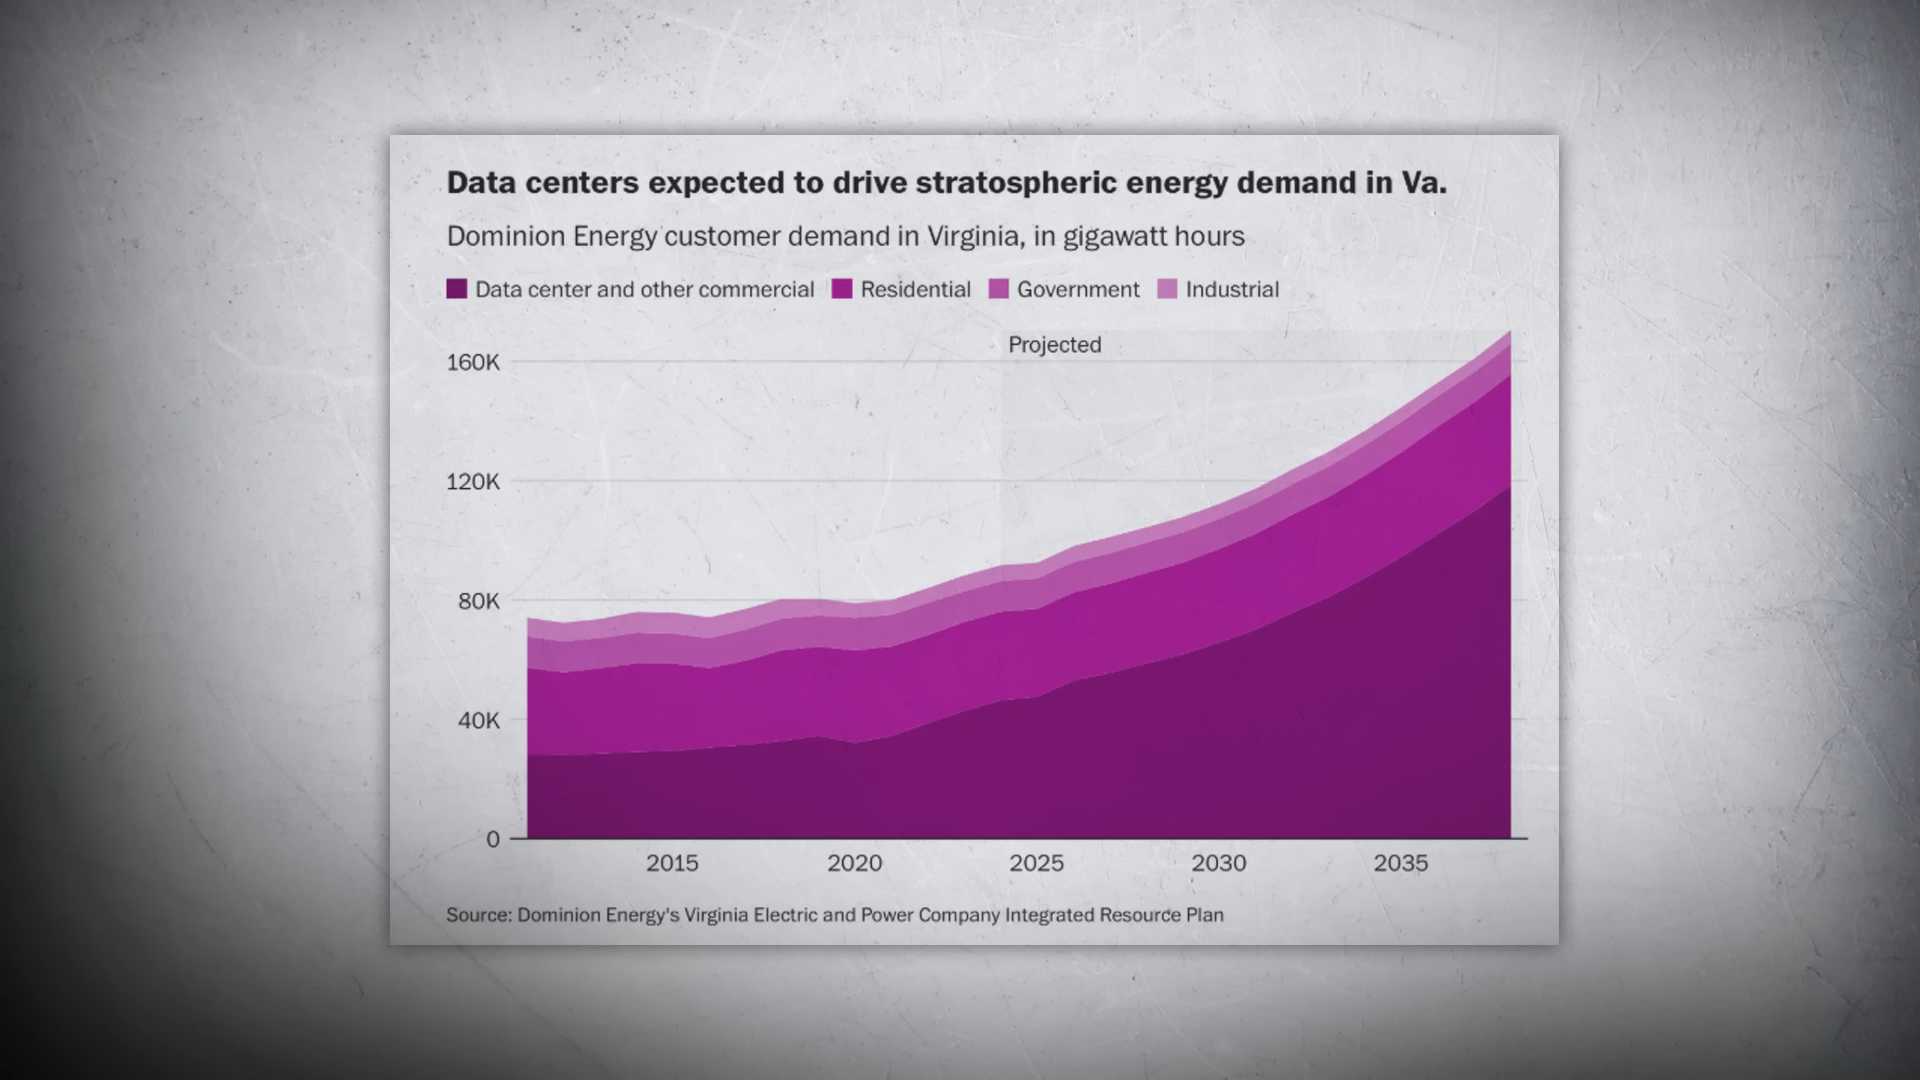 Data centers expected to drive stratospheric energy demand in Va.
Dominion Energy customer demand in Virginia, in gigawatt hours
Data center and other commercial Residential Government Industrial
Projected
160K
120K
80K
40K
0
2015 2020 2025 2030 2035
Source: Dominion Energy's Virginia Electric and Power Company Integrated Resource Plan